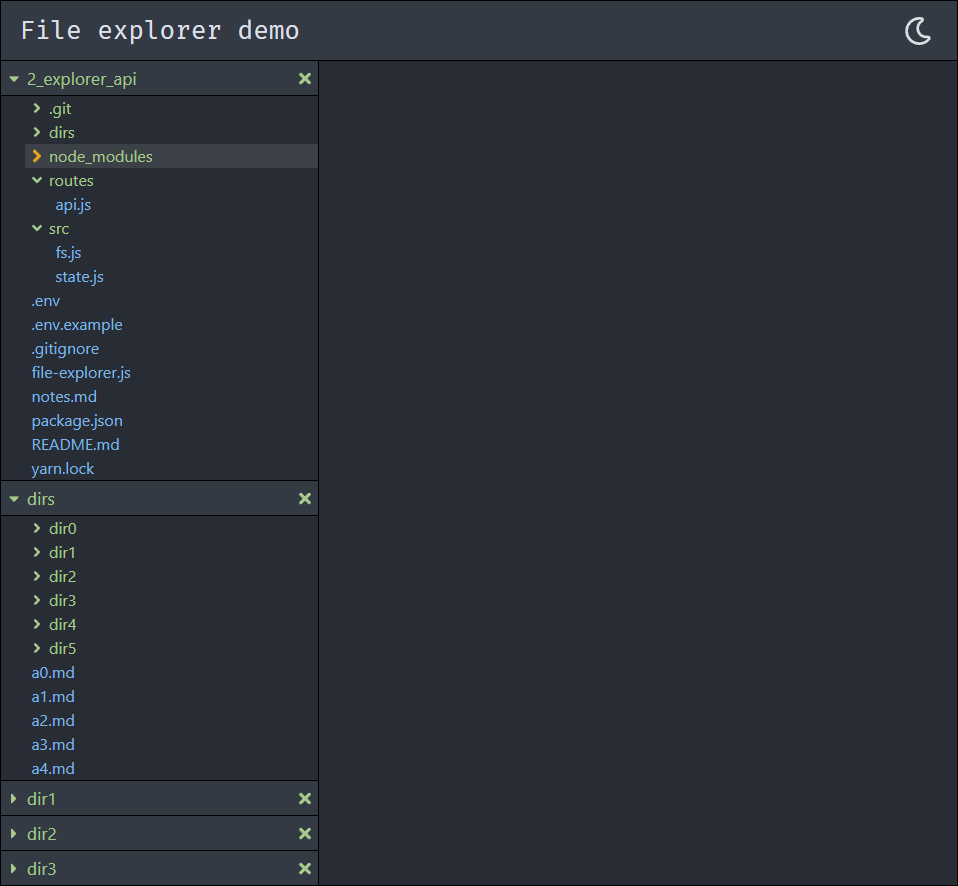 File explorer demo
2_explorer_api
.git
dirs
node_modules
routes
api.js
src
fs.js
state.js
.env
.env.example
.gitignore
file-explorer.js
notes.md
package.json
README.md
yarn.lock
dirs
dir0
dir1
dir2
dir3
dir4
dir5
a0.md
a1.md
a2.md
a3.md
a4.md
dir1
dir2
dir3